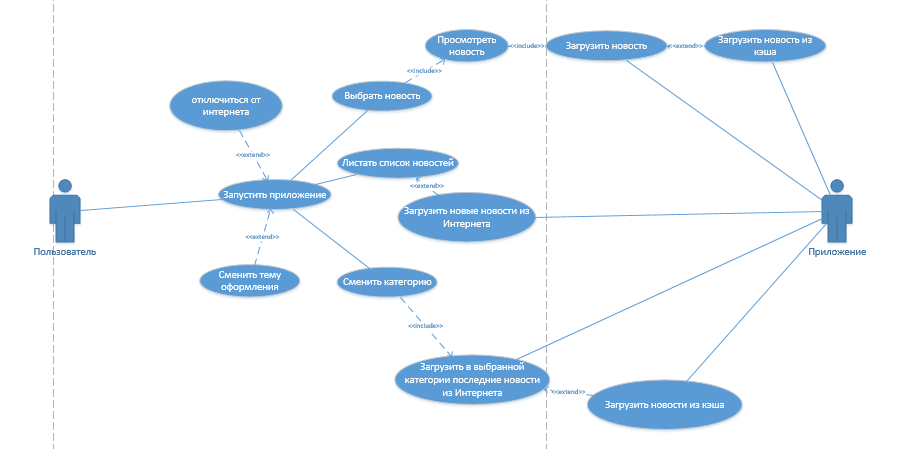 Просмотреть
новость
<<include>>
Загрузить новость
<<extend>>
Загрузить новость из
кэша
<<include>>
Выбрать новость
отключиться от
интернета
<<extend>>
Листать список новостей
<<extend>>
Запустить приложение
Загрузить новые новости из
Интернета
<<extend>>
Пользователь
Приложение
Сменить тему
оформления
Сменить категорию
<<include>>
Загрузить в выбранной
категории последние новости
из Интернета
<<extend>>
Загрузить новости из кэша